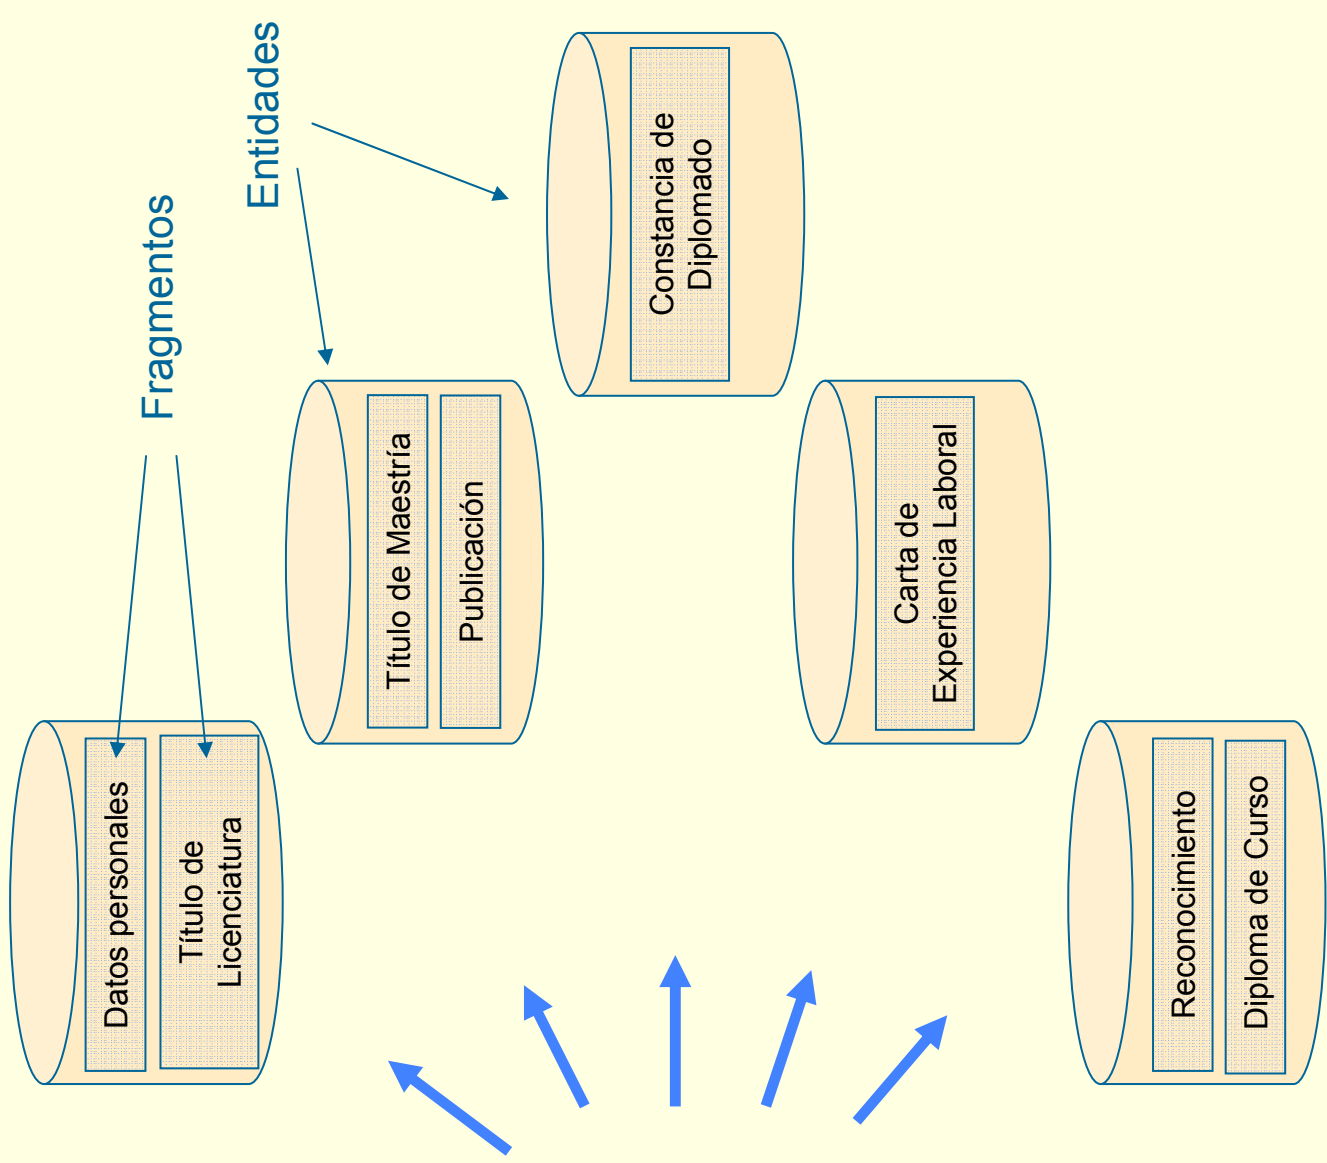 Fragmentos
Entidades
Datos personales
Título de
Licenciatura
Título de Maestría
Publicación
Constancia de
Diplomado
Carta de
Experiencia Laboral
Reconocimiento
Diploma de Curso